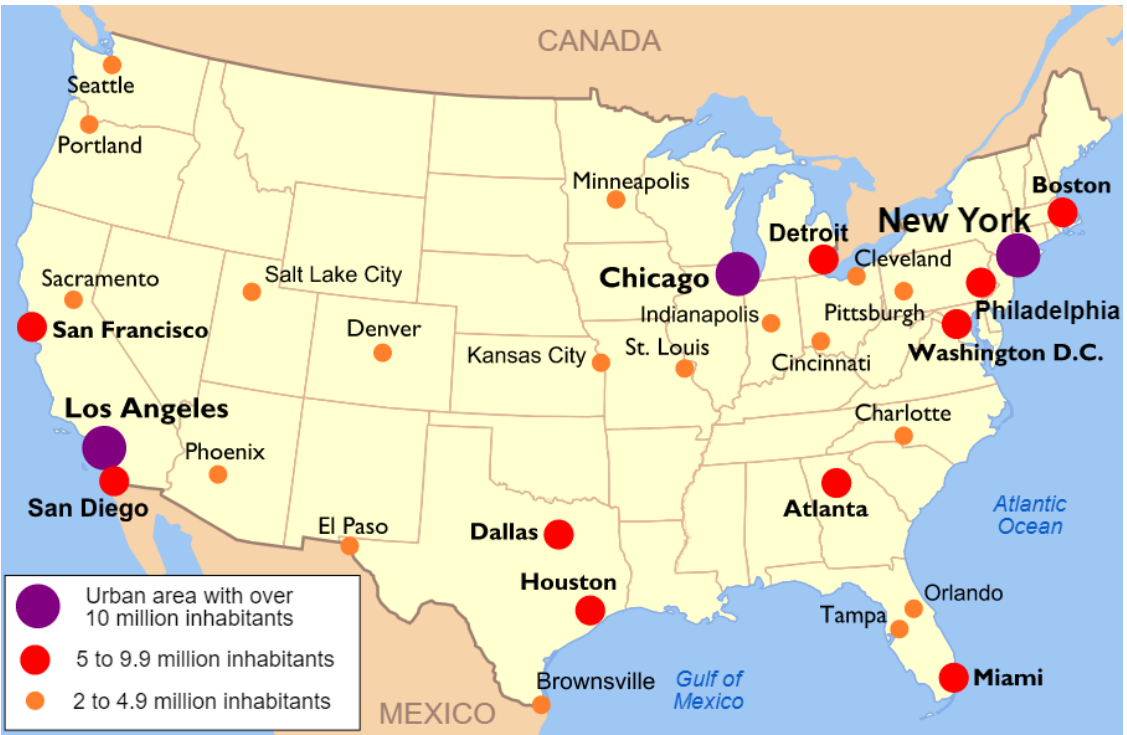 CANADA
Seattle
Portland
Minneapolis
Boston
New York
Detroit
Cleveland
Chicago
Salt Lake City
Sacramento
Indianapolis
Pittsburgh
Philadelphia
San Francisco
Denver
Kansas City
St. Louis
Cincinnati
Washington D.C.
Los Angeles
Charlotte
Phoenix
San Diego
Atlanta
Atlantic
Ocean
El Paso
Dallas
Houston
Orlando
Tampa
Brownsville
Gulf of
Mexico
Miami
MEXICO
Urban area with over
10 million inhabitants
5 to 9.9 million inhabitants
2 to 4.9 million inhabitants